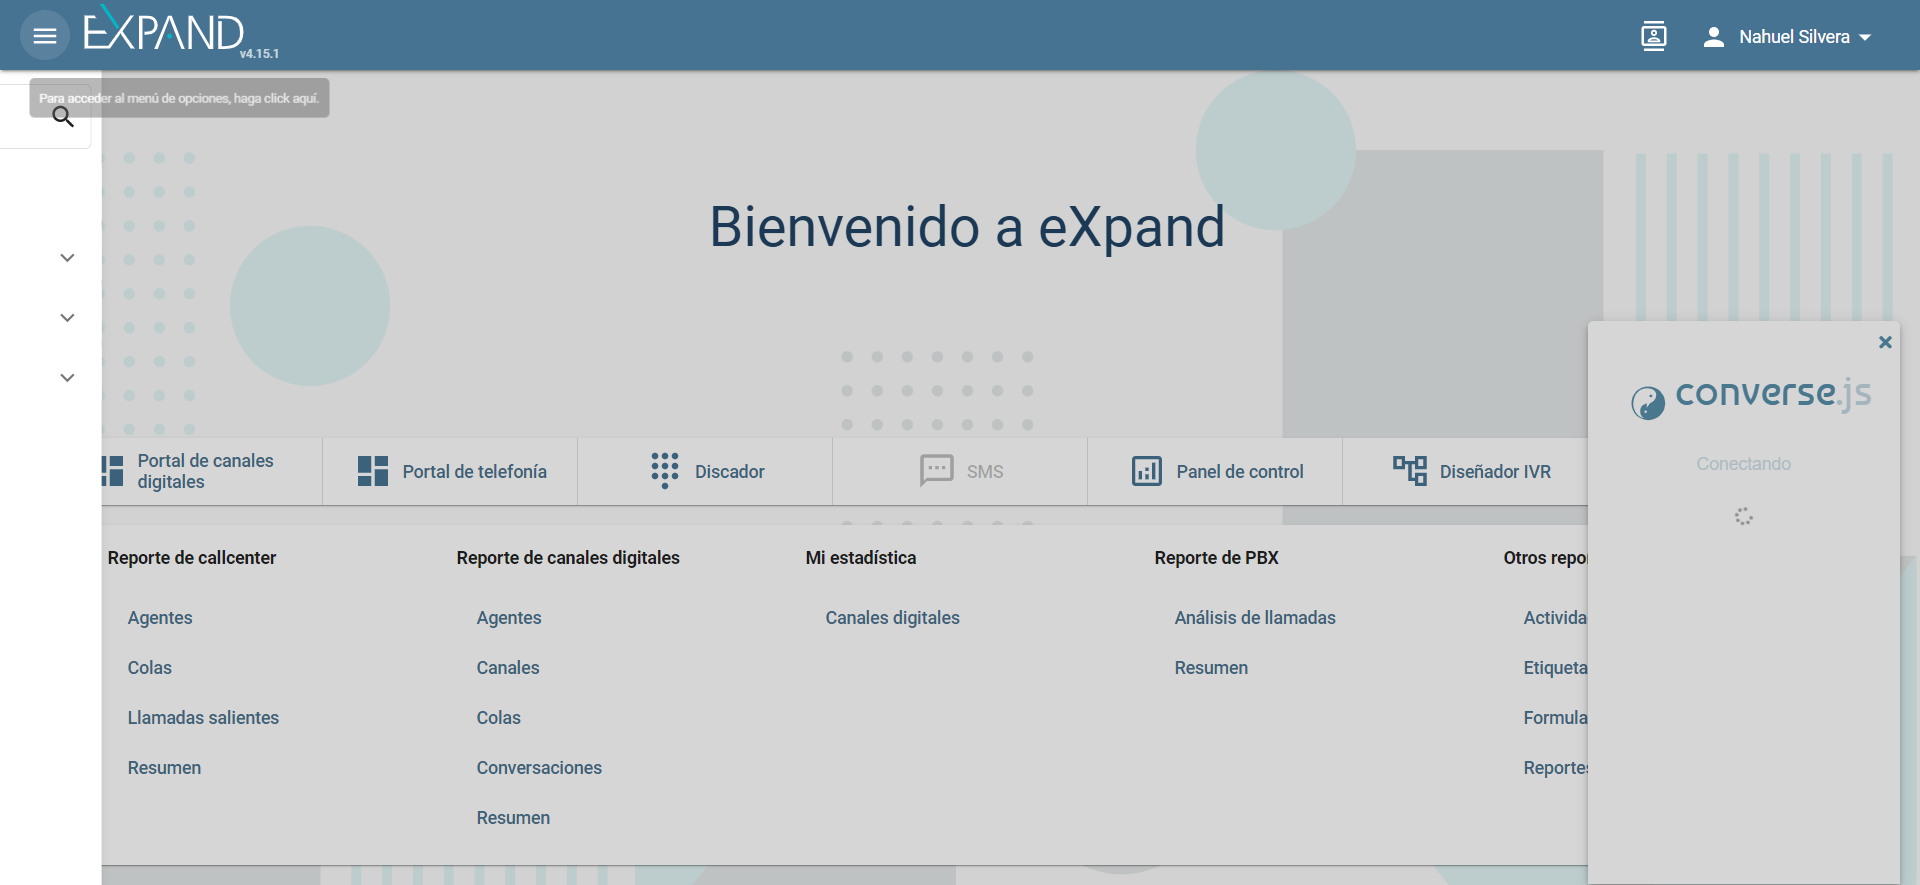 EXPAND
v4.15.1
Nahuel Silvera
Para acceder al menú de opciones, haga click aquí.
Bienvenido a eXpand
converse.js
Conectando
Portal de canales
digitales
Portal de telefonía
Discador
SMS
Panel de control
Diseñador IVR
Reporte de callcenter
Agentes
Colas
Llamadas salientes
Resumen
Reporte de canales digitales
Agentes
Canales
Colas
Conversaciones
Resumen
Mi estadística
Canales digitales
Reporte de PBX
Análisis de llamadas
Resumen
Otros repor
Activida
Etiqueta
Formula
Reportes